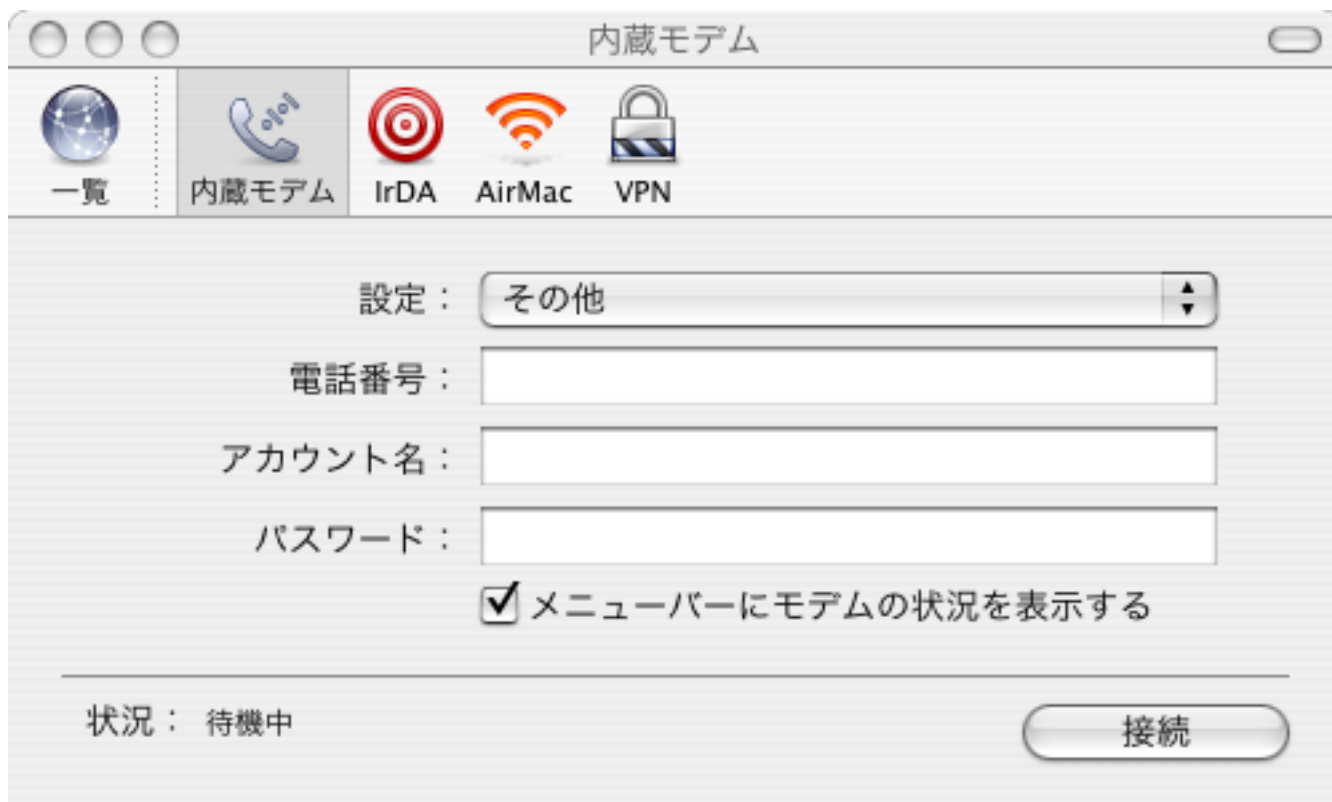 内蔵モデム
一覧 内蔵モデム IrDA AirMac VPN
設定： その他
電話番号：
アカウント名：
パスワード：
メニューバーにモデムの状況を表示する
状況： 待機中 接続